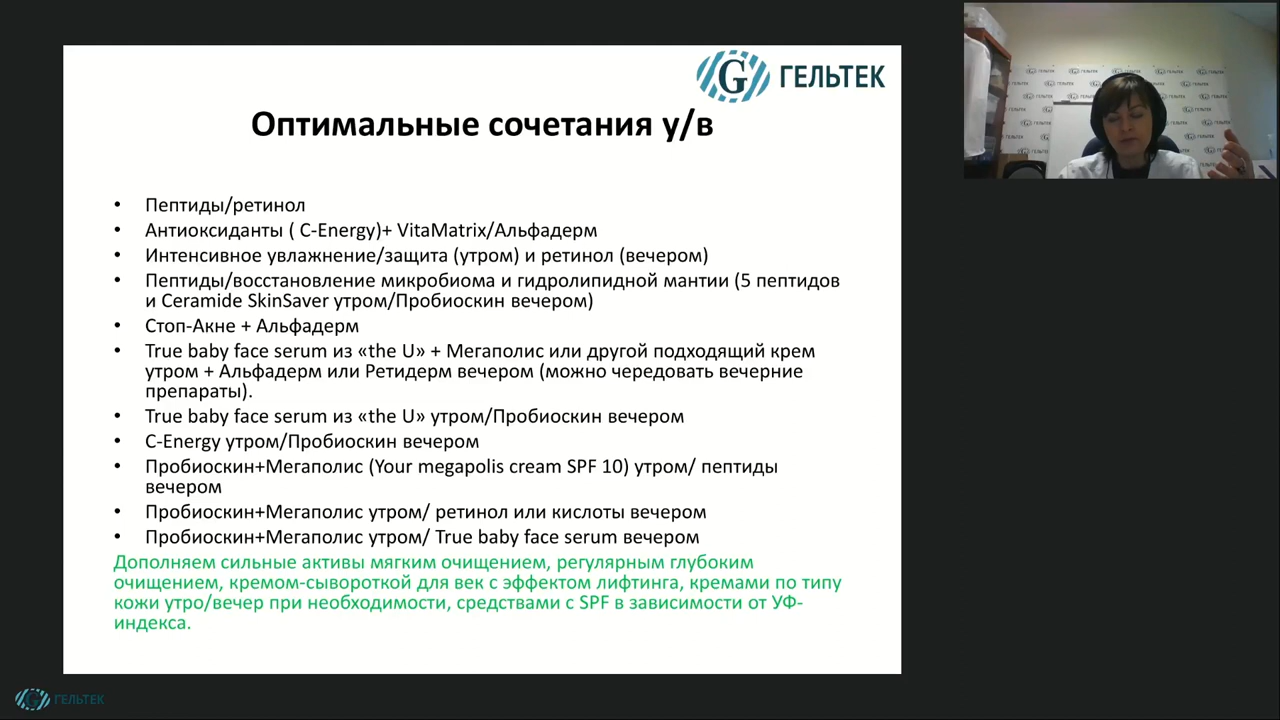 ГЕЛЬТЕК
Оптимальные сочетания у/в
• Пептиды/ретинол
• Антиоксиданты ( C-Energy)+ VitaMatrix/Альфадерм
• Интенсивное увлажнение/защита (утром) и ретинол (вечером)
• Пептиды/восстановление микробиома и гидролипидной мантии (5 пептидов
и Ceramide SkinSaver утром/Пробиоскин вечером)
• Стоп-Акне + Альфадерм
• True baby face serum из «the U» + Мегаполис или другой подходящий крем
утром + Альфадерм или Ретидерм вечером (можно чередовать вечерние
препараты).
• True baby face serum из «the U» утром/Пробиоскин вечером
• C-Energy утром/Пробиоскин вечером
• Пробиоскин+Мегаполис (Your megapolis cream SPF 10) утром/ пептиды
вечером
• Пробиоскин+Мегаполис утром/ ретинол или кислоты вечером
• Пробиоскин+Мегаполис утром/ True baby face serum вечером
Дополняем сильные активы мягким очищением, регулярным глубоким
очищением, кремом-сывороткой для век с эффектом лифтинга, кремами по типу
кожи утро/вечер при необходимости, средствами с SPF в зависимости от УФ-
индекса.
ГЕЛЬТЕК